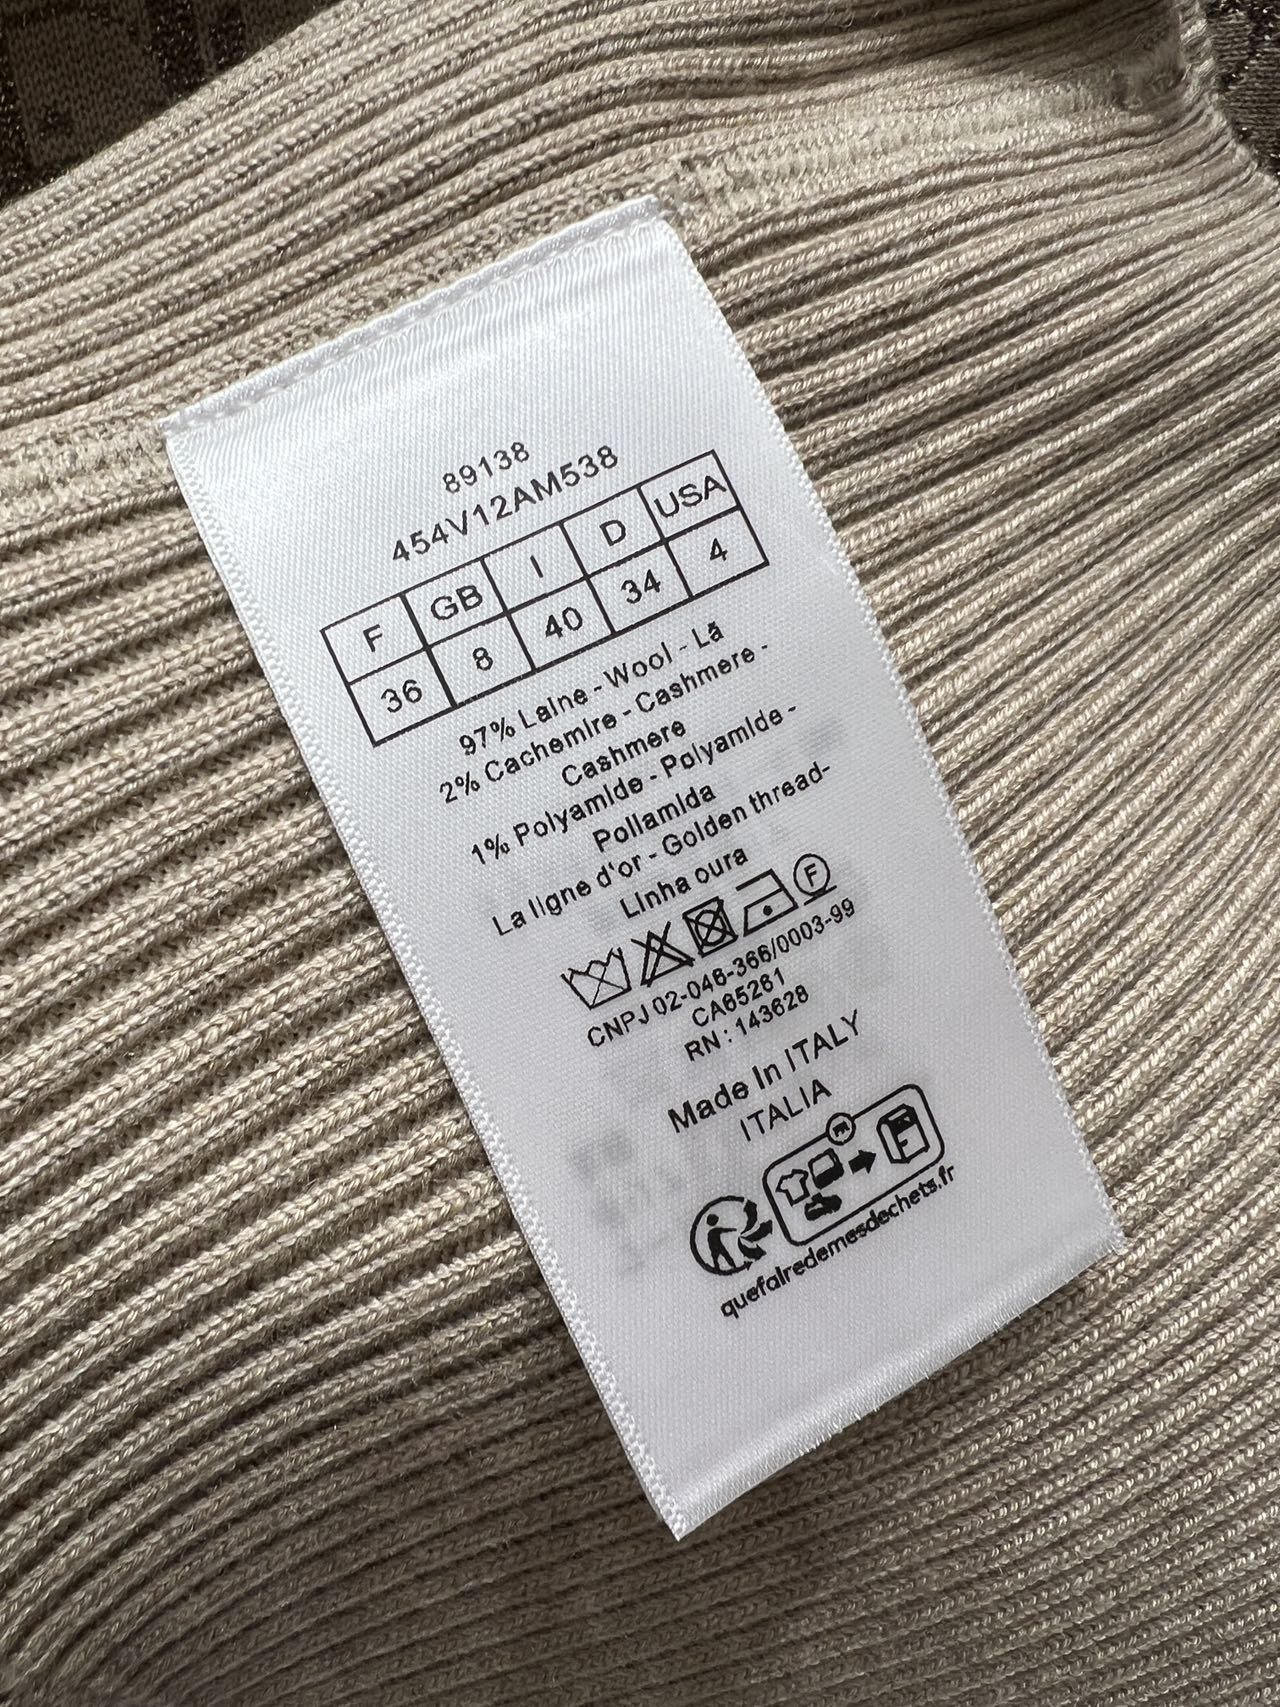 89138
454V12AM538
F GB I D USA
36 8 40 34 4
97% Laine - Wool - Lã
2% Cachemire - Cashmere -
Cashmere
1% Polyamide - Polyamide -
Poliamida
La ligne d'or - Golden thread-
Linha oura
F
CNPJ 02-046-366/0003-99
CA65261
RN : 143628
Made In ITALY
ITALIA
FR
F
quefairedemesdechets.fr